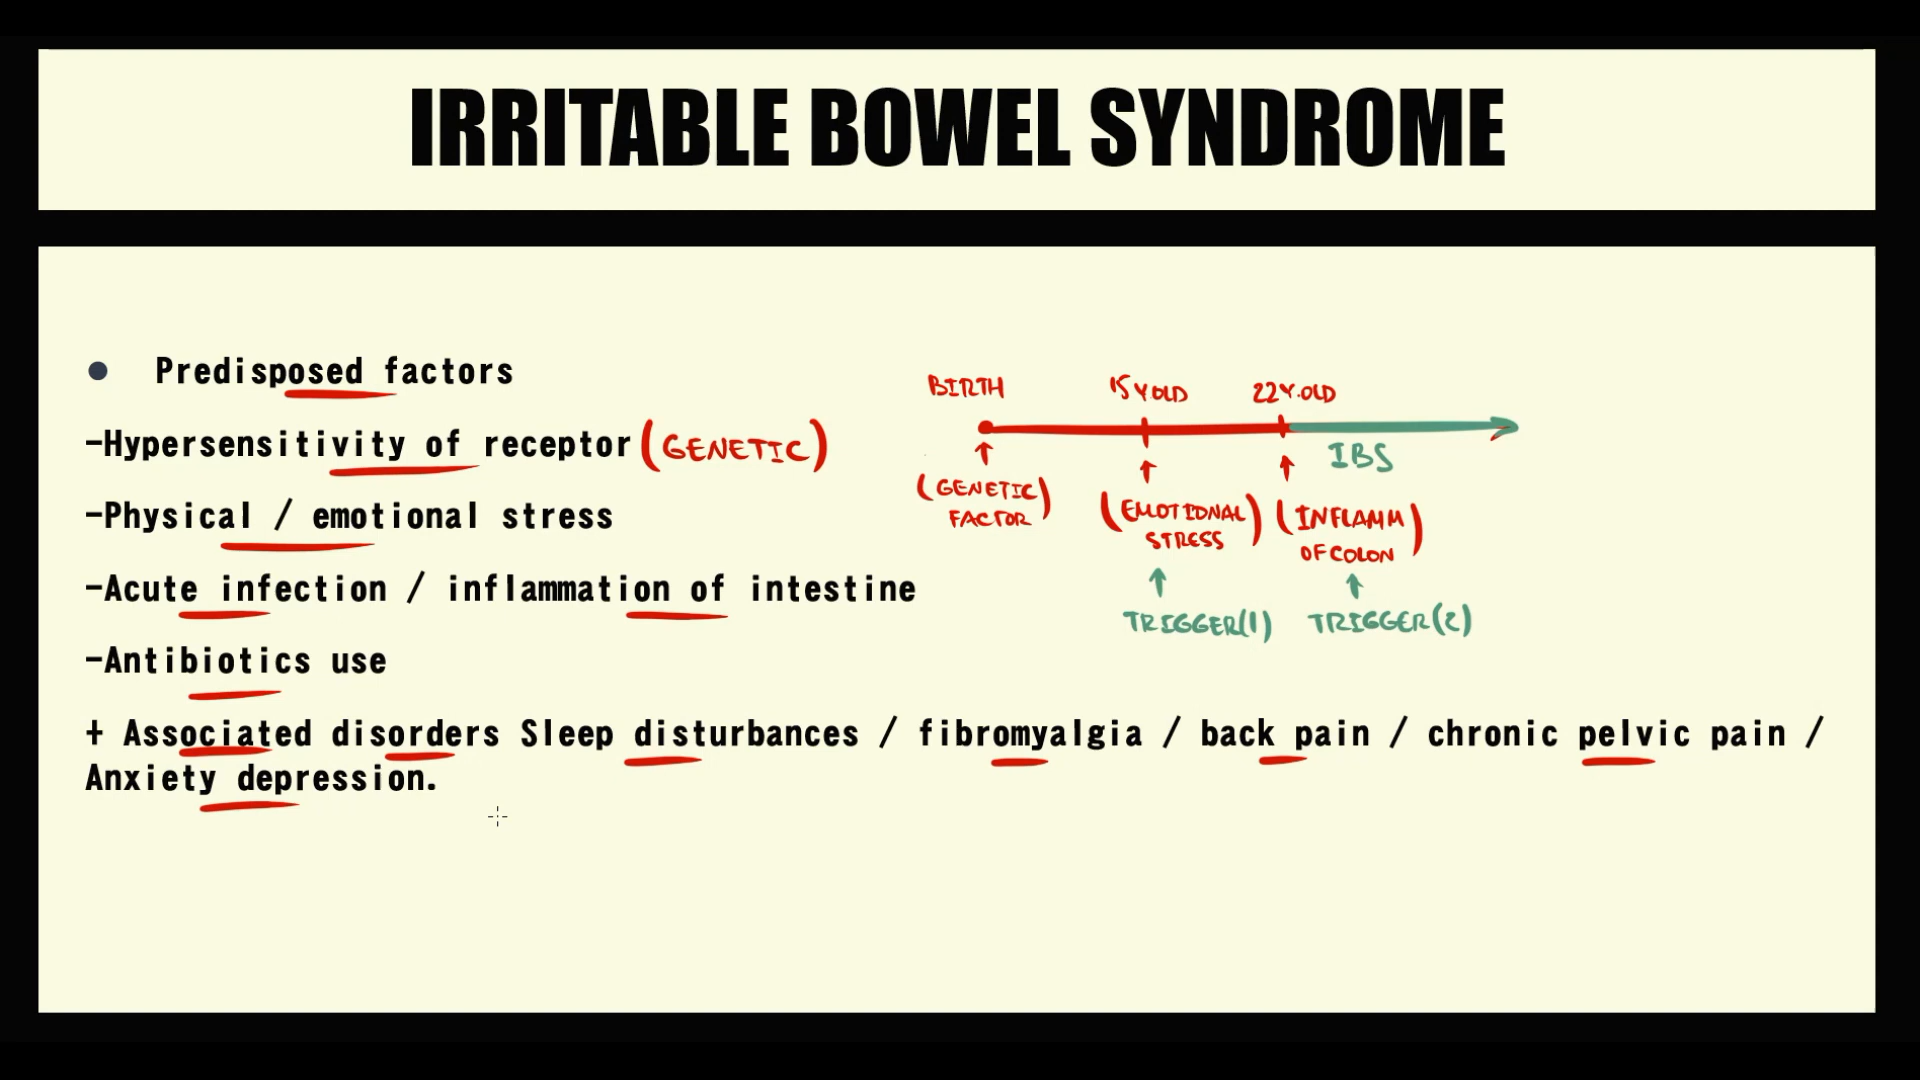 IRRITABLE BOWEL SYNDROME
● Predisposed factors
-Hypersensitivity of receptor (GENETIC)
-Physical / emotional stress
-Acute infection / inflammation of intestine
-Antibiotics use
+ Associated disorders Sleep disturbances / fibromyalgia / back pain / chronic pelvic pain /
Anxiety depression.
BIRTH 15 Y.OLD 22Y.OLD
IBS
(GENETIC FACTOR)
(EMOTIONAL STRESS)
(INFLAMM OF COLON)
TRIGGER(1) TRIGGER(2)